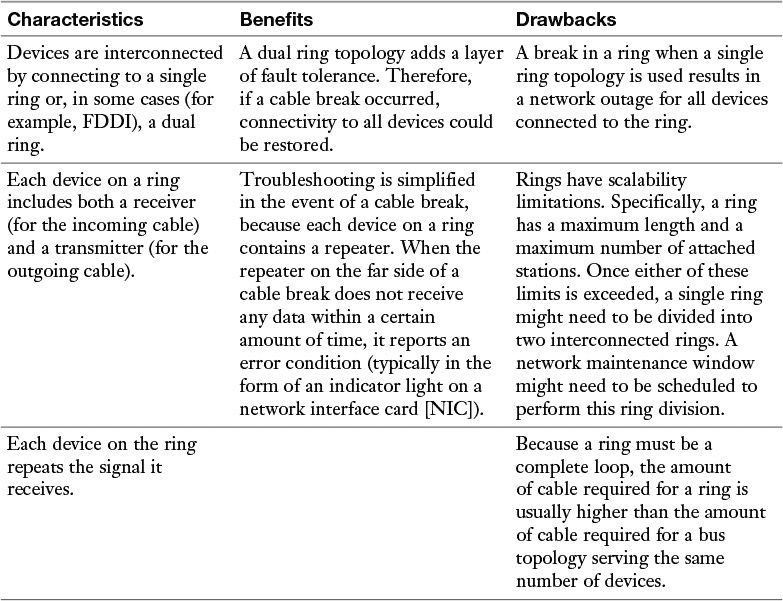 Characteristics Benefits Drawbacks
Devices are interconnected
by connecting to a single
ring or, in some cases (for
example, FDDI), a dual
ring.
A dual ring topology adds a layer
of fault tolerance. Therefore,
if a cable break occurred,
connectivity to all devices could
be restored.
A break in a ring when a single
ring topology is used results in
a network outage for all devices
connected to the ring.
Each device on a ring
includes both a receiver
(for the incoming cable)
and a transmitter (for the
outgoing cable).
Troubleshooting is simplified
in the event of a cable break,
because each device on a ring
contains a repeater. When the
repeater on the far side of a
cable break does not receive
any data within a certain
amount of time, it reports an
error condition (typically in the
form of an indicator light on a
network interface card [NIC]).
Rings have scalability
limitations. Specifically, a ring
has a maximum length and a
maximum number of attached
stations. Once either of these
limits is exceeded, a single ring
might need to be divided into
two interconnected rings. A
network maintenance window
might need to be scheduled to
perform this ring division.
Each device on the ring
repeats the signal it
receives.
Because a ring must be a
complete loop, the amount
of cable required for a ring is
usually higher than the amount
of cable required for a bus
topology serving the same
number of devices.